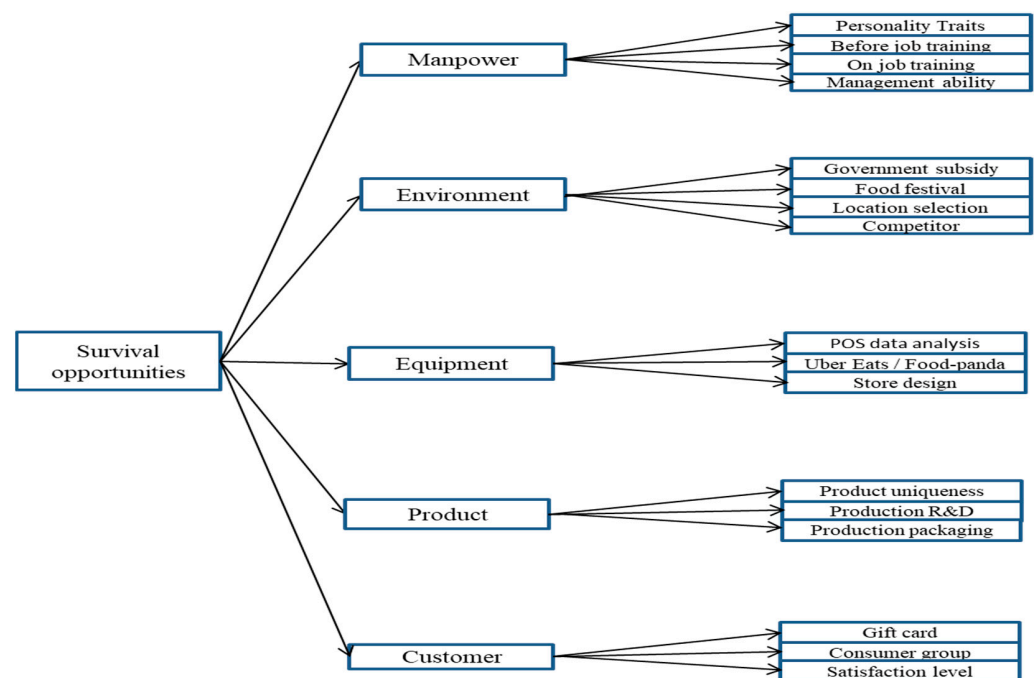 Survival
opportunities
Manpower
Personality Traits
Before job training
On job training
Management ability
Environment
Government subsidy
Food festival
Location selection
Competitor
Equipment
POS data analysis
Uber Eats / Food-panda
Store design
Product
Product uniqueness
Production R&D
Production packaging
Customer
Gift card
Consumer group
Satisfaction level